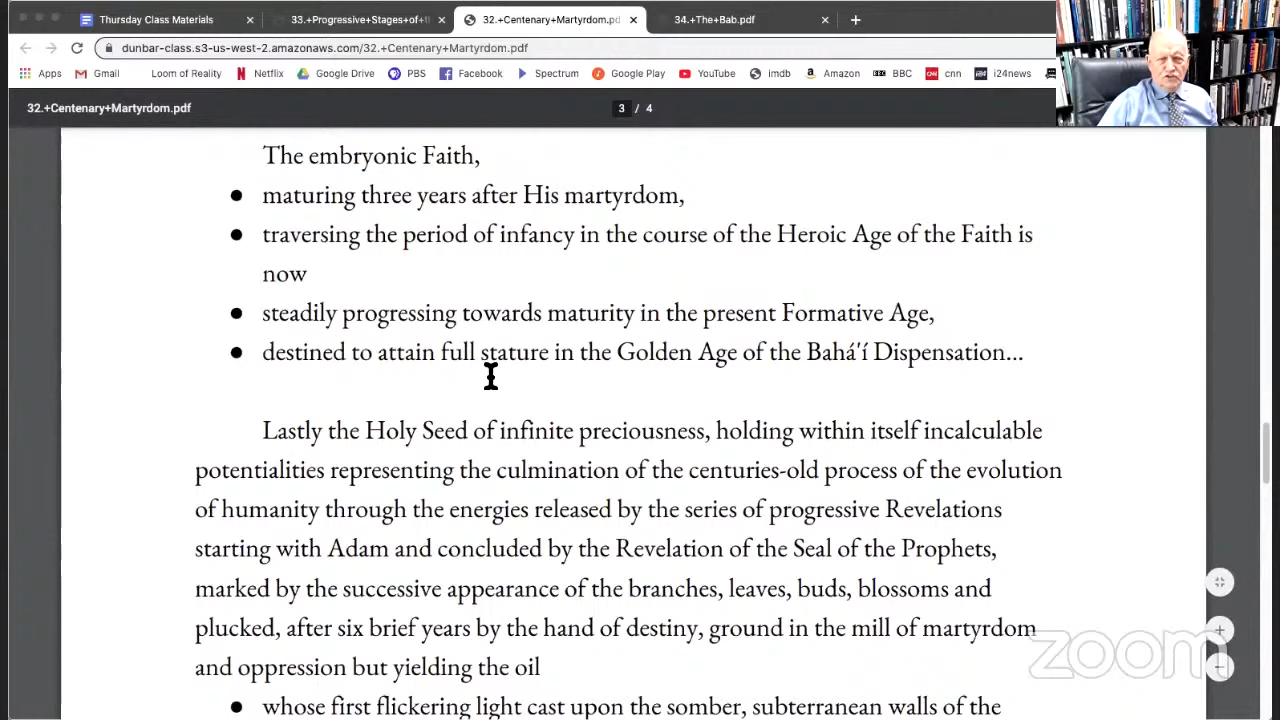 Thursday Class Materials
33.+Progressive+Stages+of+
32.+Centenary+Martyrdom.pd
34.+The+Bab.pdf
dunbar-class.s3-us-west-2.amazonaws.com/32.+Centenary+Martyrdom.pdf
Apps Gmail Loom of Reality Netflix Google Drive PBS Facebook Spectrum Google Play YouTube imdb Amazon BBC cnn i24news
32.+Centenary+Martyrdom.pdf 3 / 4
The embryonic Faith,
● maturing three years after His martyrdom,
● traversing the period of infancy in the course of the Heroic Age of the Faith is
now
● steadily progressing towards maturity in the present Formative Age,
● destined to attain full stature in the Golden Age of the Bahá'í Dispensation...
Lastly the Holy Seed of infinite preciousness, holding within itself incalculable
potentialities representing the culmination of the centuries-old process of the evolution
of humanity through the energies released by the series of progressive Revelations
starting with Adam and concluded by the Revelation of the Seal of the Prophets,
marked by the successive appearance of the branches, leaves, buds, blossoms and
plucked, after six brief years by the hand of destiny, ground in the mill of martyrdom
and oppression but yielding the oil
● whose first flickering light cast upon the somber, subterranean walls of the
zoom